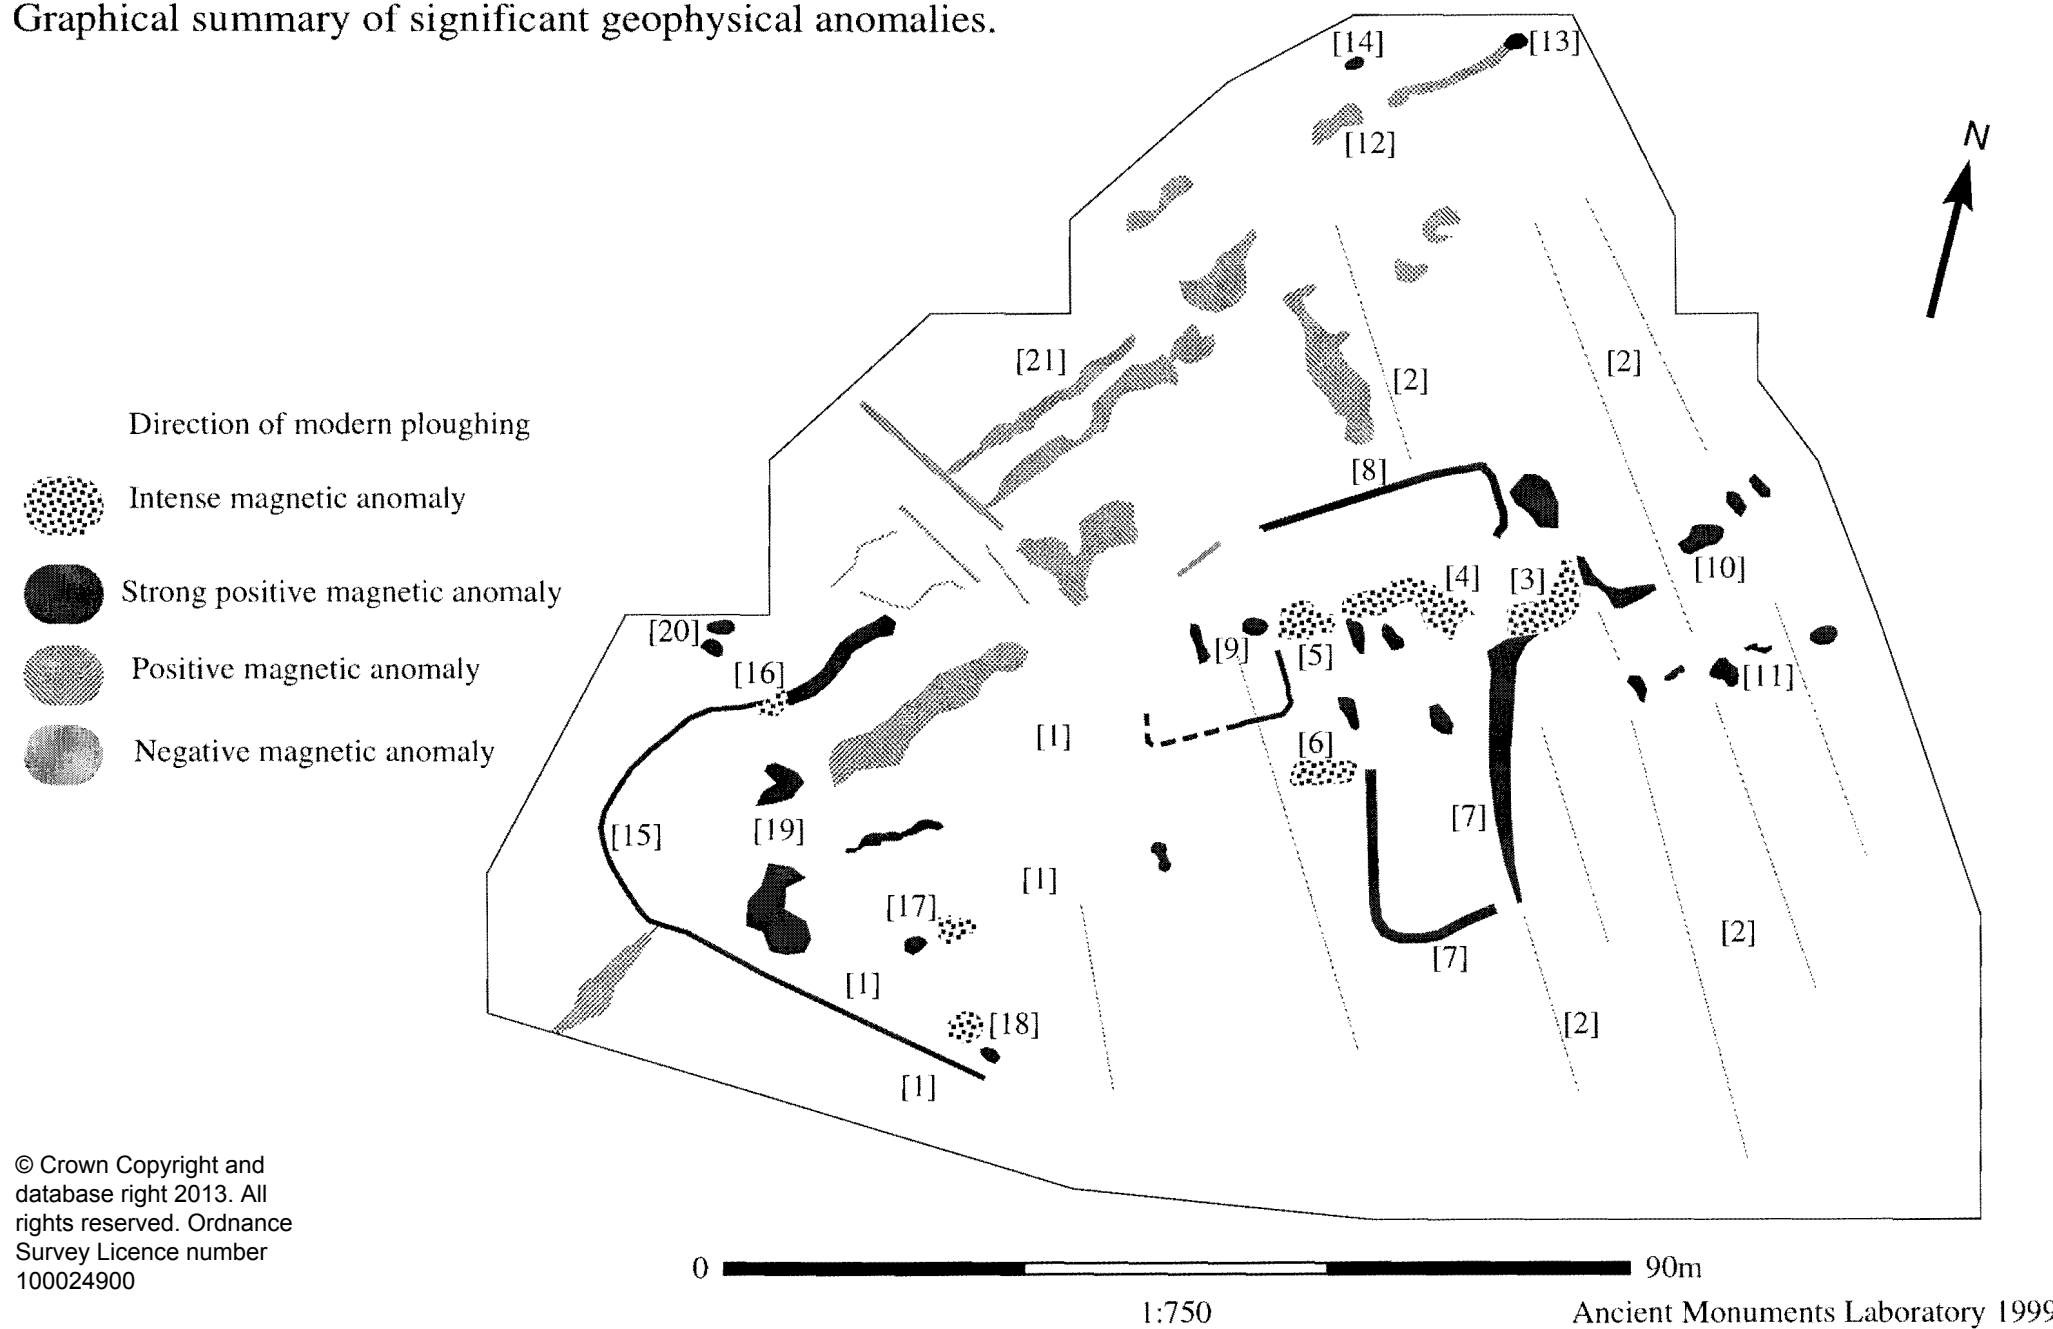 Graphical summary of significant geophysical anomalies.
[14]
[13]
[12]
N
[21]
[2]
[2]
Direction of modern ploughing
Intense magnetic anomaly
Strong positive magnetic anomaly
Positive magnetic anomaly
Negative magnetic anomaly
[8]
[4]
[3]
[10]
[20]
[9]
[5]
[16]
[11]
[1]
[6]
[15]
[19]
[7]
[1]
[17]
[2]
[7]
[1]
[18]
[2]
[1]
© Crown Copyright and
database right 2013. All
rights reserved. Ordnance
Survey Licence number
100024900
0
90m
1:750
Ancient Monuments Laboratory 1999